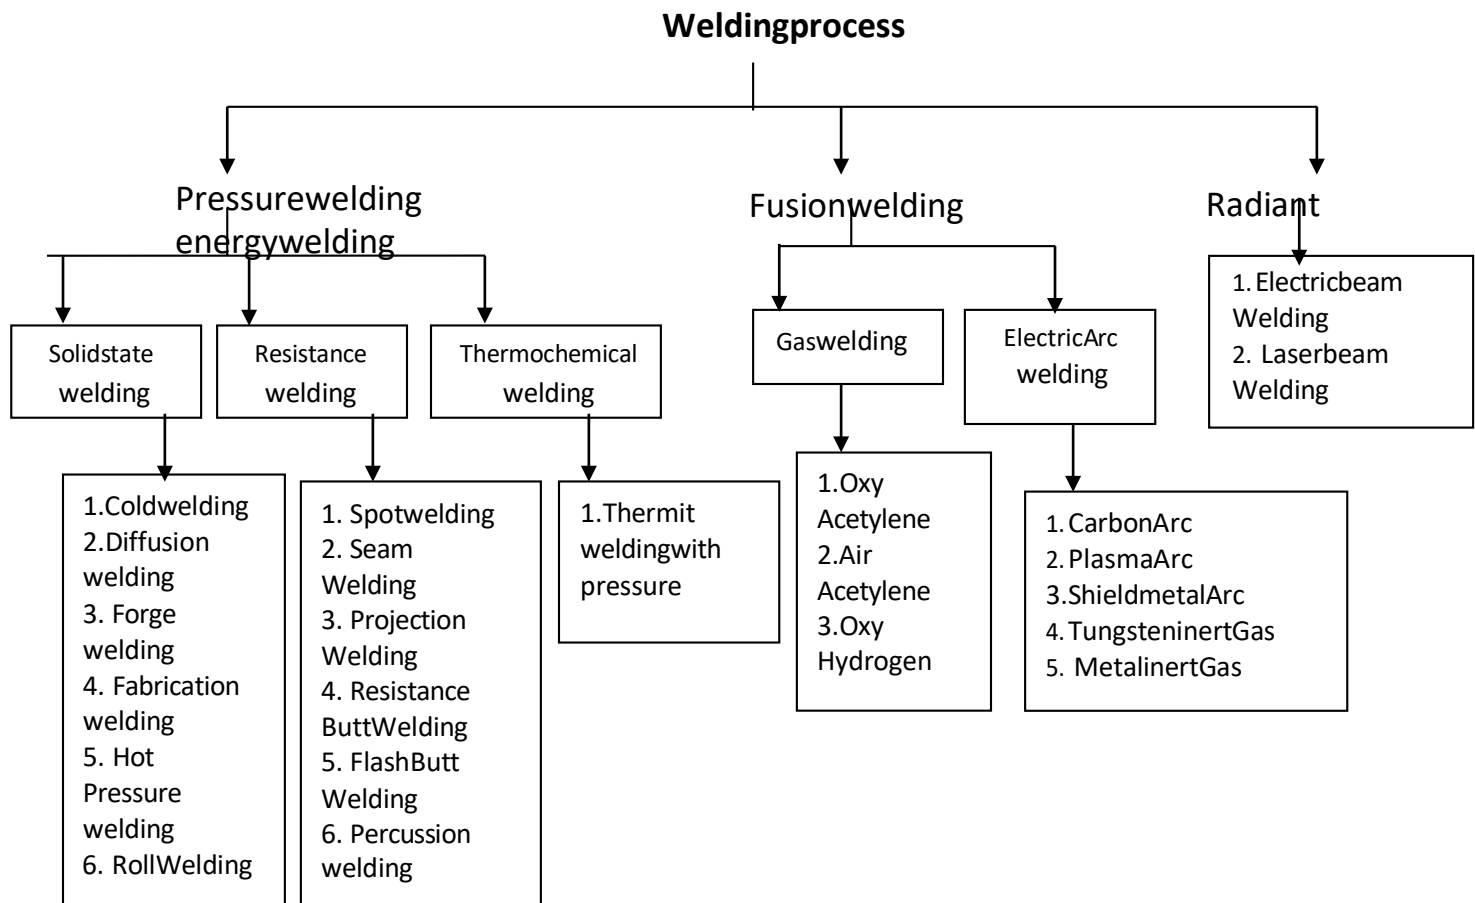 Weldingprocess
Pressurewelding
energywelding
Fusionwelding
Radiant
Solidstate
welding
Resistance
welding
Thermochemical
welding
Gaswelding
ElectricArc
welding
1.Electricbeam
Welding
2. Laserbeam
Welding
1.Coldwelding
2.Diffusion
welding
3. Forge
welding
4. Fabrication
welding
5. Hot
Pressure
welding
6. RollWelding
1. Spotwelding
2. Seam
Welding
3. Projection
Welding
4. Resistance
ButtWelding
5. FlashButt
Welding
6. Percussion
welding
1.Thermit
weldingwith
pressure
1.Oxy
Acetylene
2.Air
Acetylene
3.Oxy
Hydrogen
1. CarbonArc
2. PlasmaArc
3.ShieldmetalArc
4. TungsteninertGas
5. MetalinertGas